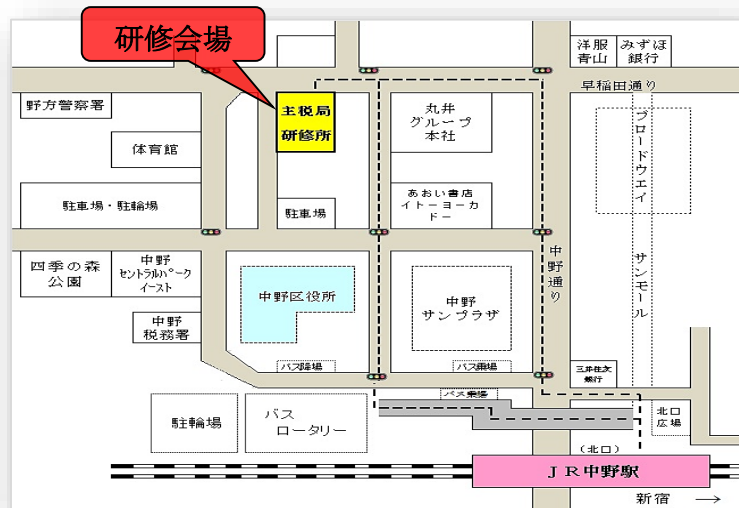 研修会場
洋服
青山
みずほ
銀行
早稲田通り
野方警察署
主税局
研修所
丸井
グループ
本社
ブロードウエイ
体育館
駐車場・駐輪場
駐車場
あおい書店
イトーヨーカ
ドー
四季の森
公園
中野
セントラルパーク
イースト
中野区役所
中野
サンプラザ
中野通り
サンモール
中野
税務署
バス降場
バス乗場
三井住友
銀行
バス乗場
駐輪場
バス
ロータリー
北口
広場
(北口)
JR中野駅
新宿 →